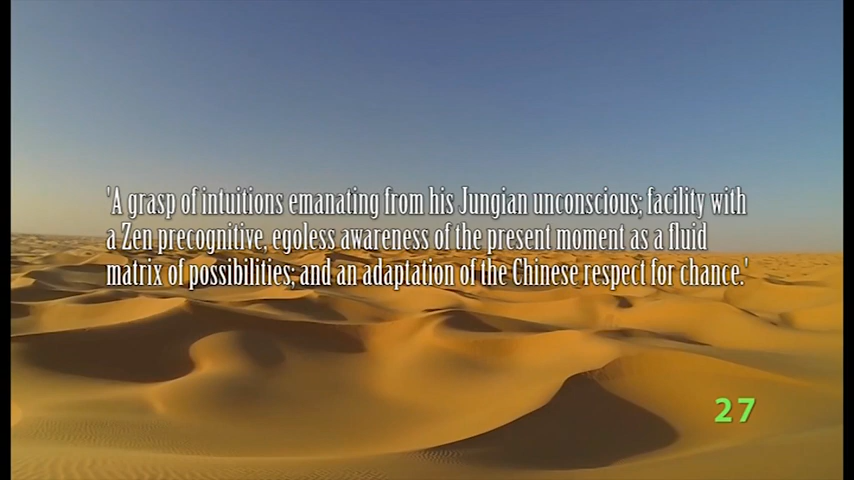 'A grasp of intuitions emanating from his Jungian unconscious; facility with
a Zen precognitive, egoless awareness of the present moment as a fluid
matrix of possibilities; and an adaptation of the Chinese respect for chance.'
27